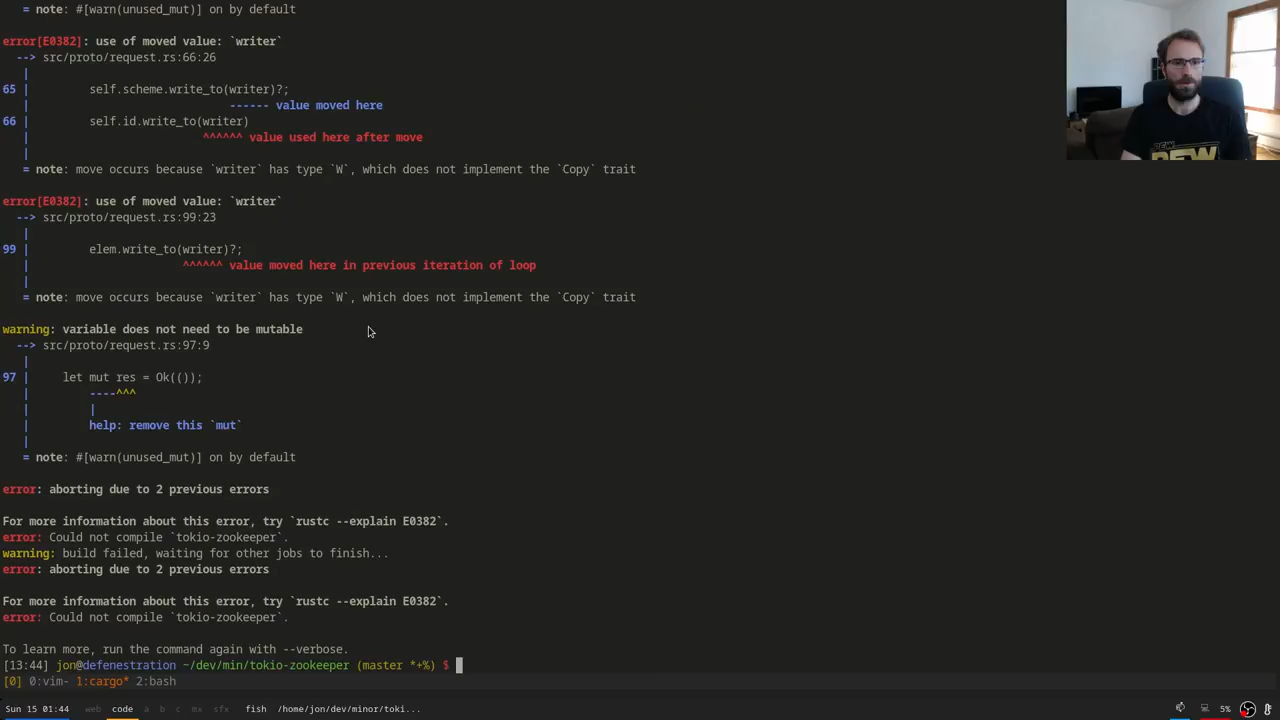 = note: #[warn(unused_mut)] on by default
error[E0382]: use of moved value: `writer`
--> src/proto/request.rs:66:26
|
65 | self.scheme.write_to(writer)?;
| ------ value moved here
66 | self.id.write_to(writer)
| ^^^^^^ value used here after move
|
= note: move occurs because `writer` has type `W`, which does not implement the `Copy` trait
error[E0382]: use of moved value: `writer`
--> src/proto/request.rs:99:23
|
99 | elem.write_to(writer)?;
| ^^^^^^ value moved here in previous iteration of loop
|
= note: move occurs because `writer` has type `W`, which does not implement the `Copy` trait
warning: variable does not need to be mutable
--> src/proto/request.rs:97:9
|
97 | let mut res = Ok(());
| ----^^^
| |
| help: remove this `mut`
|
= note: #[warn(unused_mut)] on by default
error: aborting due to 2 previous errors
For more information about this error, try `rustc --explain E0382`.
error: Could not compile `tokio-zookeeper`.
warning: build failed, waiting for other jobs to finish...
error: aborting due to 2 previous errors
For more information about this error, try `rustc --explain E0382`.
error: Could not compile `tokio-zookeeper`.
To learn more, run the command again with --verbose.
[13:44] jon@defenestration ~/dev/min/tokio-zookeeper (master *+%) $
[0] 0:vim- 1:cargo* 2:bash
Sun 15 01:44 web code a b c mx sfx fish /home/jon/dev/minor/toki... 5%
PEW